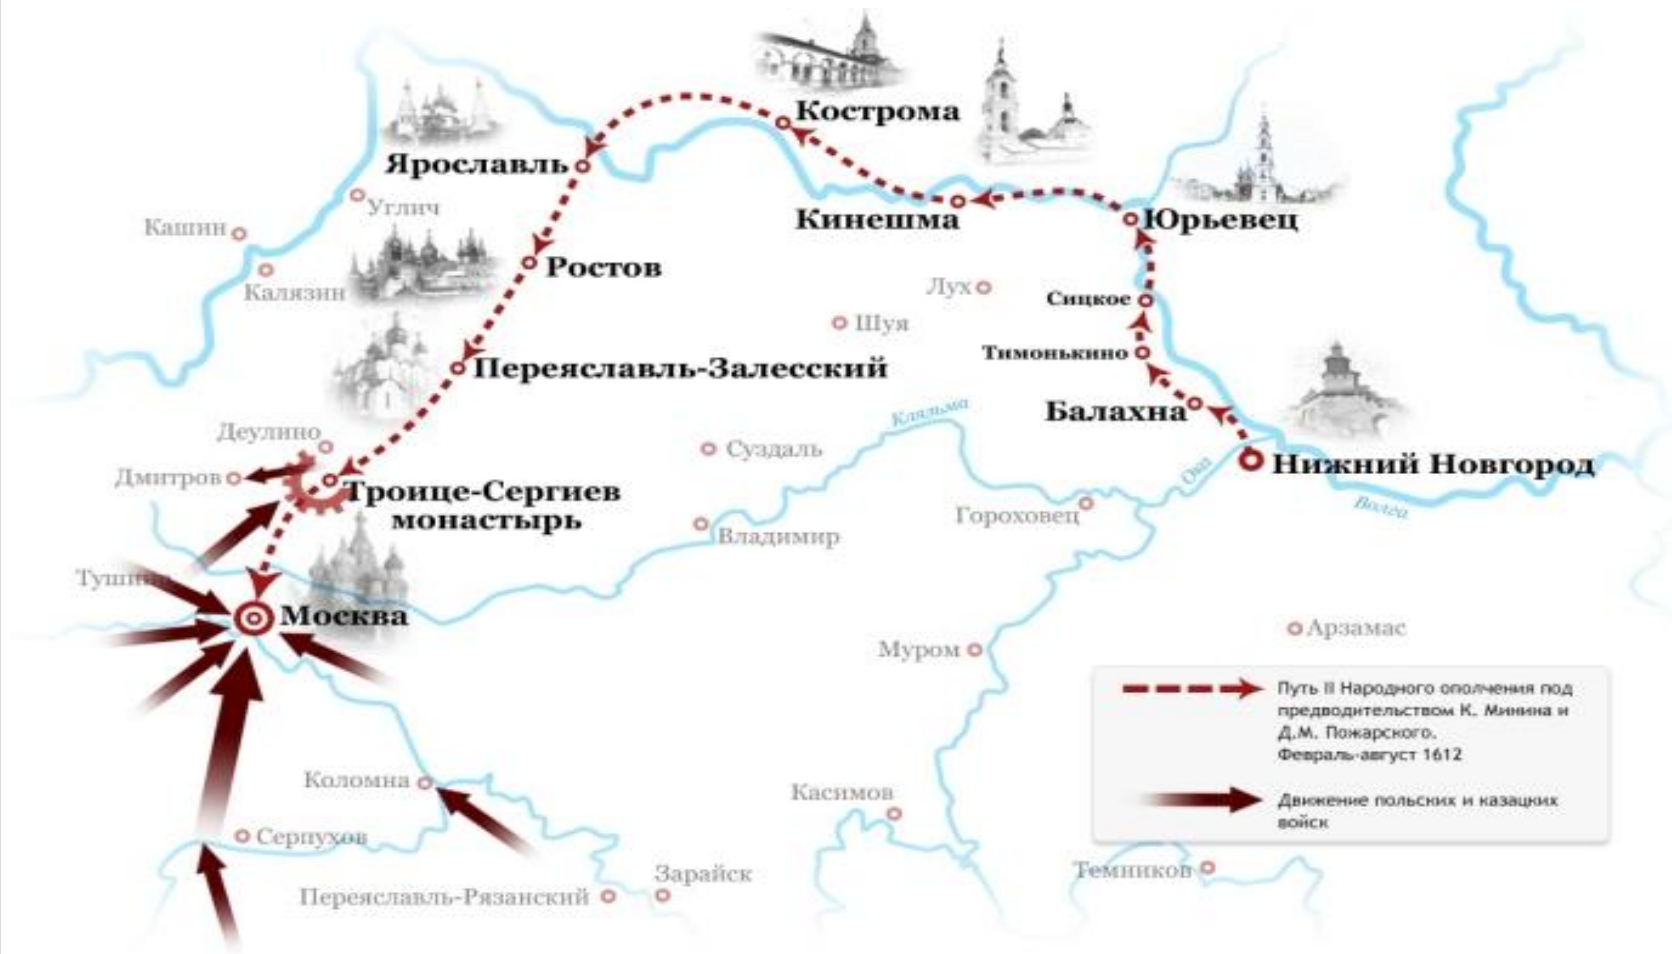 Кострома
Ярославль
Углич
Кашин
Кинешма
Юрьевец
Ростов
Калязин
Лух
Сицкое
Шуя
Тимонькино
Переяславль-Залесский
Балахна
Клязьма
Деулино
Суздаль
Дмитров
Нижний Новгород
Ока
Троице-Сергиев
монастырь
Волга
Гороховец
Владимир
Тушино
Москва
Арзамас
Муром
Путь II Народного ополчения под
предводительством К. Минина и
Д.М. Пожарского.
Февраль-август 1612
Коломна
Касимов
Движение польских и казацких
войск
Серпухов
Темников
Зарайск
Переяславль-Рязанский